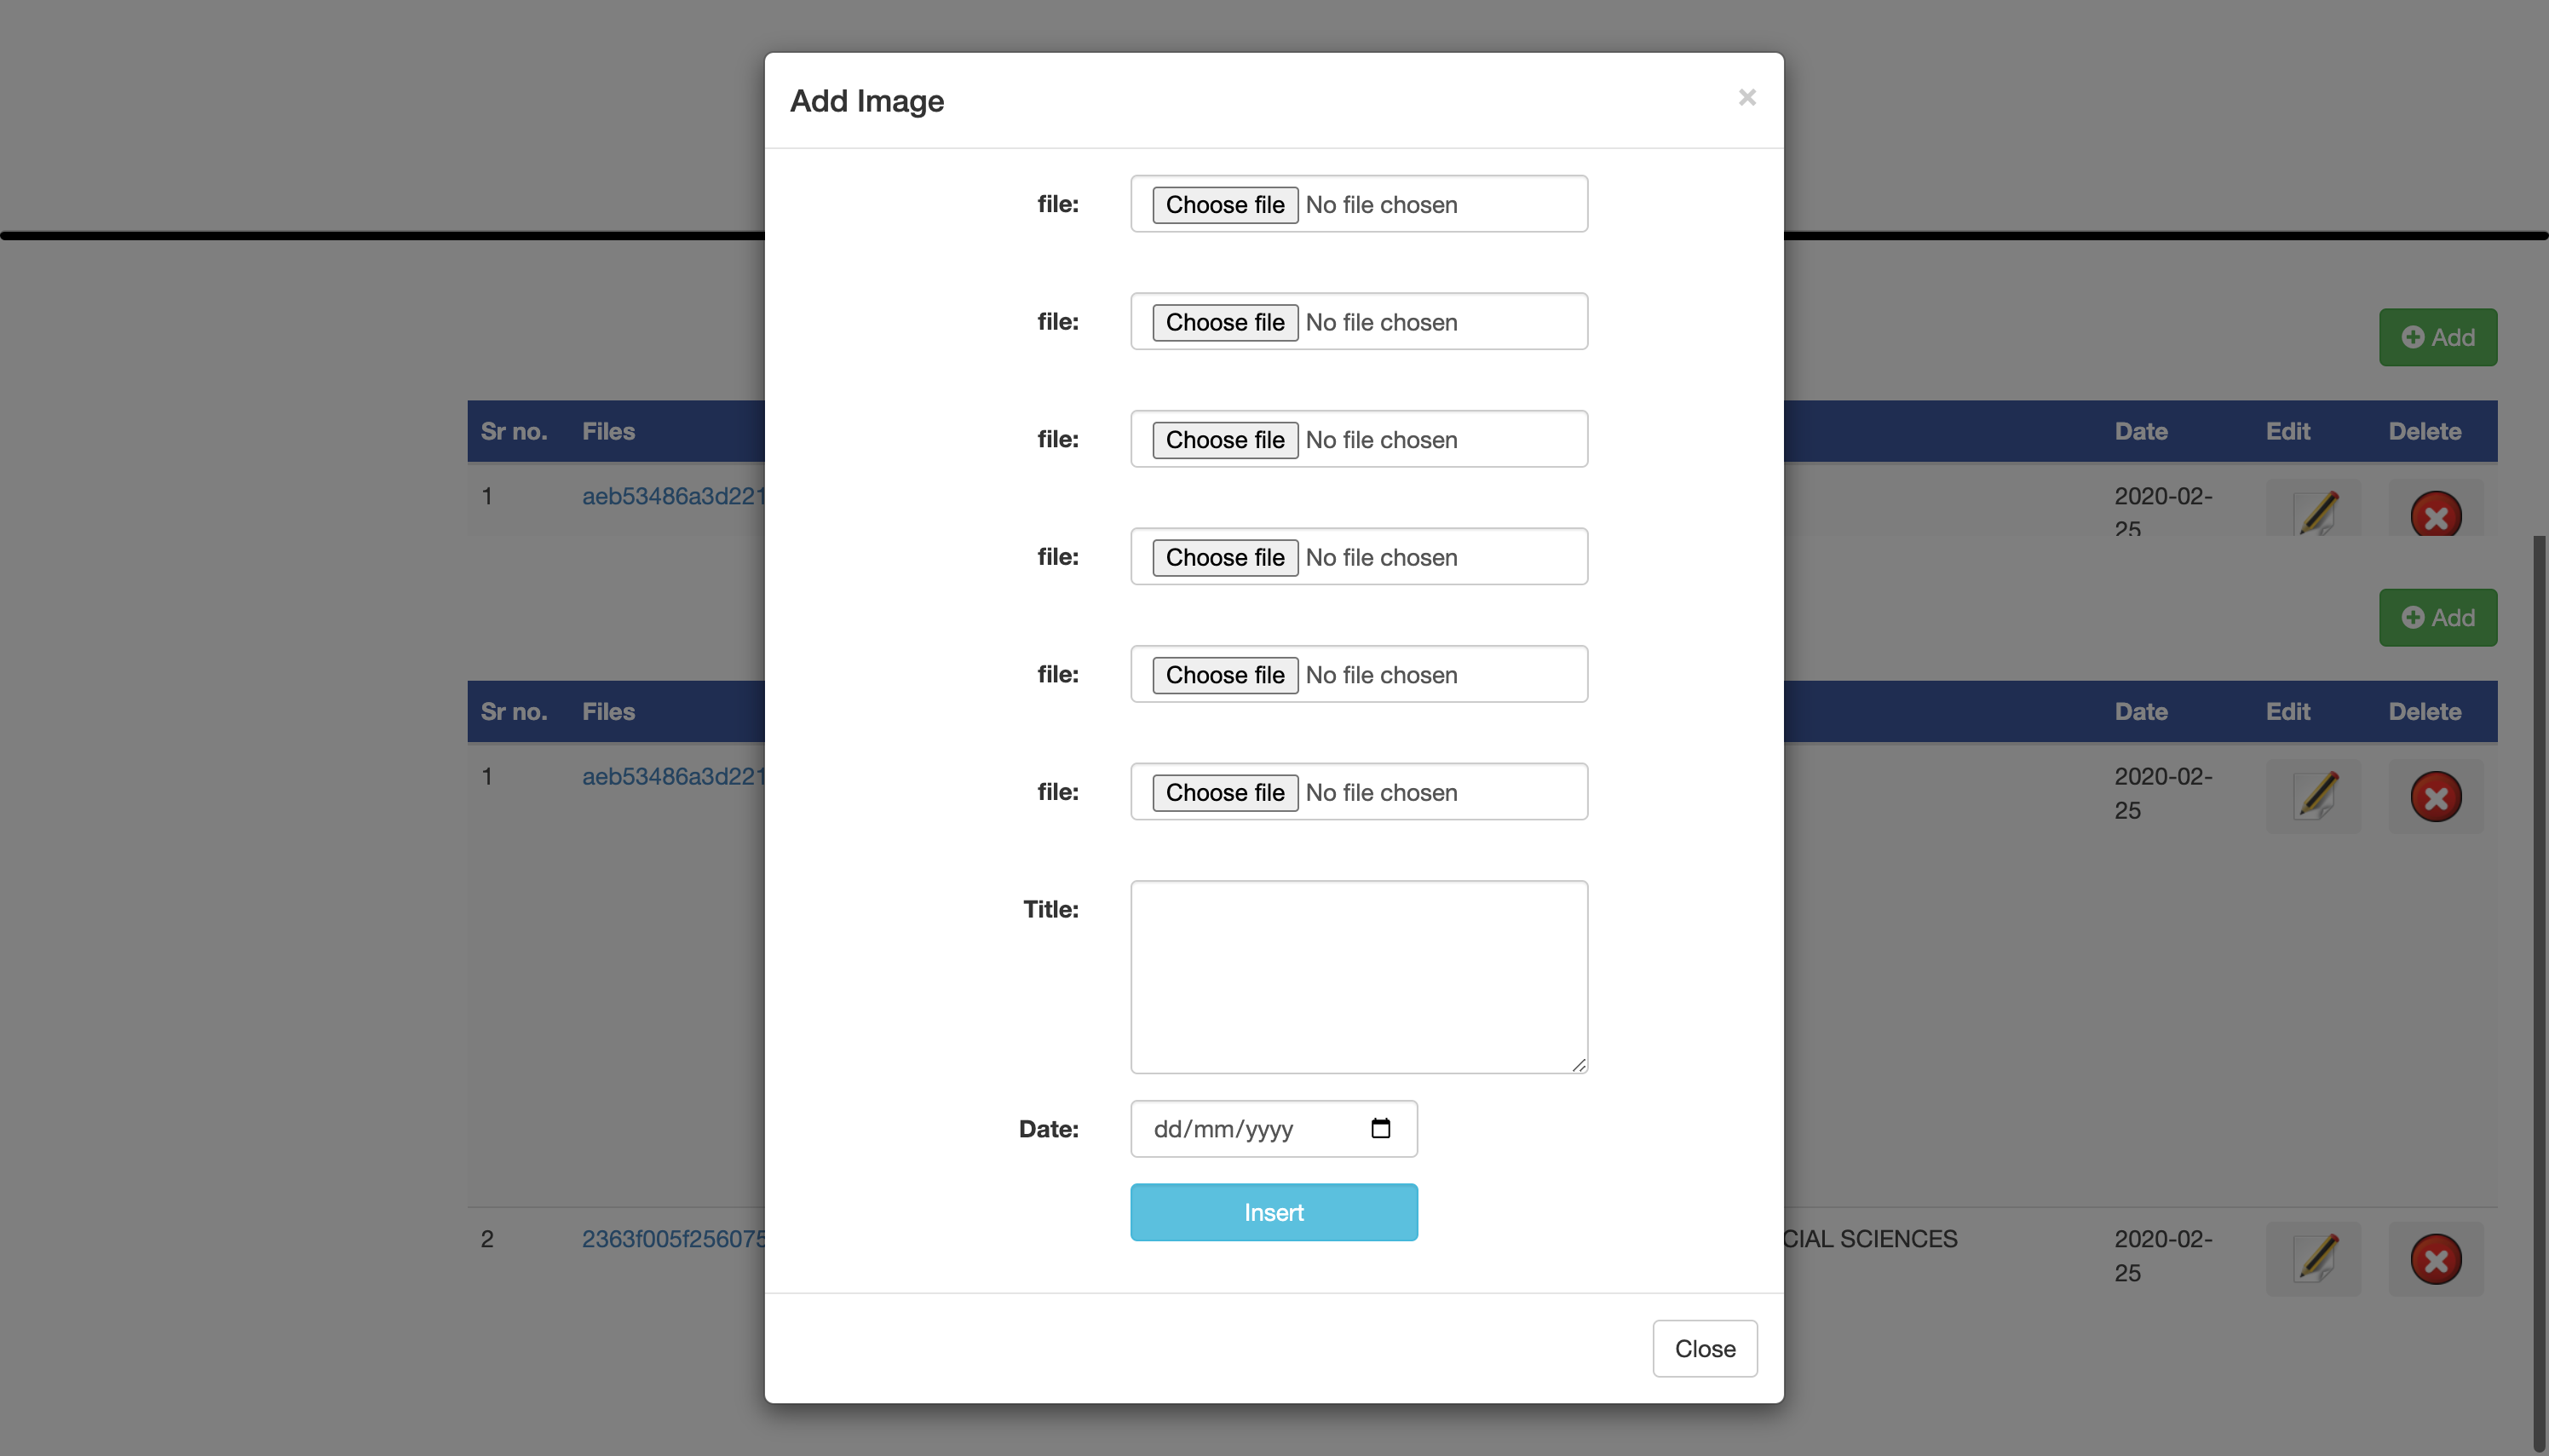 Add Image
×
file: Choose file No file chosen
file: Choose file No file chosen
file: Choose file No file chosen
file: Choose file No file chosen
file: Choose file No file chosen
file: Choose file No file chosen
Title:
Date: dd/mm/yyyy
Insert
Close
Add
Sr no. Files Date Edit Delete
1 aeb53486a3d221 2020-02-
25
Add
Sr no. Files Date Edit Delete
1 aeb53486a3d221 2020-02-
25
2 2363f005f256075 CIAL SCIENCES 2020-02-
25